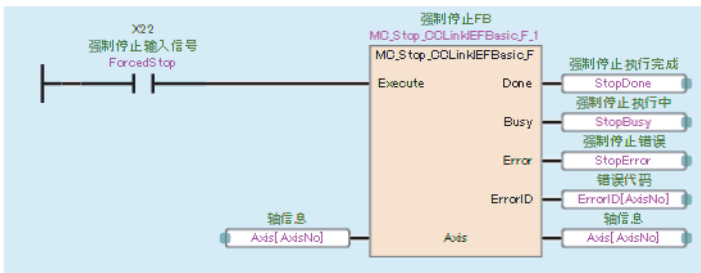 强制停止FB
X22
MC_Stop_CCLinkIEFBasic_F_1
强制停止输入信号
MC_Stop_CCLinkIEFBasic_F
ForcedStop
强制停止执行完成
Execute
Done
StopDone
强制停止执行中
Busy
StopBusy
强制停止错误
Error
StopError
错误代码
ErrorID
ErrorID[AxisNo]
轴信息
轴信息
Axis[AxisNo]
Axis
Axis[AxisNo]